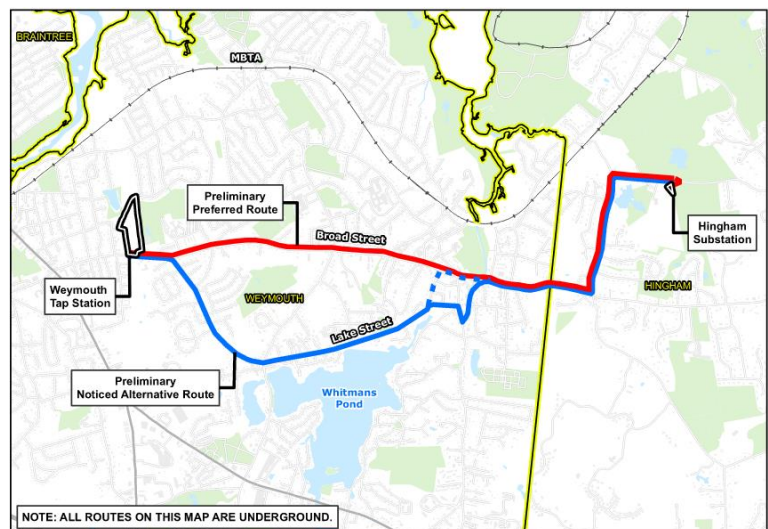 BRAINTREE
MBTA
Preliminary
Preferred Route
Broad Street
Hingham
Substation
Weymouth
Tap Station
WEYMOUTH
HINGHAM
Lake Street
Preliminary
Noticed Alternative Route
Whitmans
Pond
NOTE: ALL ROUTES ON THIS MAP ARE UNDERGROUND.